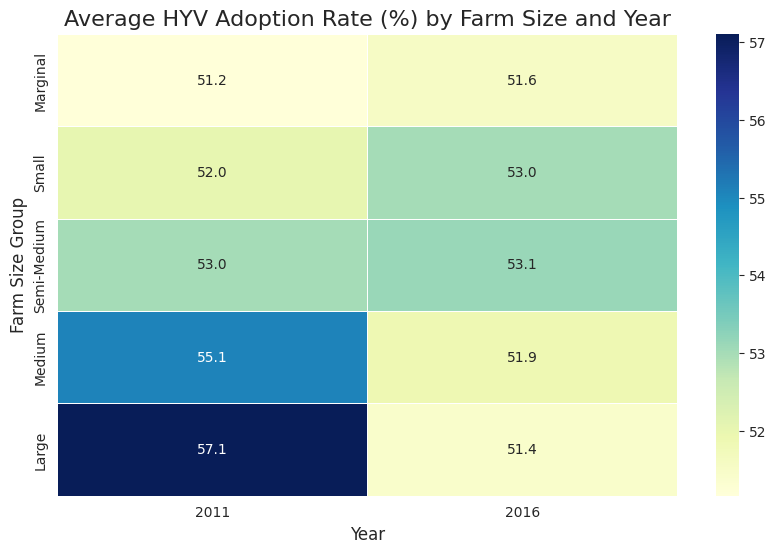 Average HYV Adoption Rate (%) by Farm Size and Year
Farm Size Group
Marginal
51.2
51.6
Small
52.0
53.0
Semi-Medium
53.0
53.1
Medium
55.1
51.9
Large
57.1
51.4
2011
2016
Year
57
56
55
54
53
52